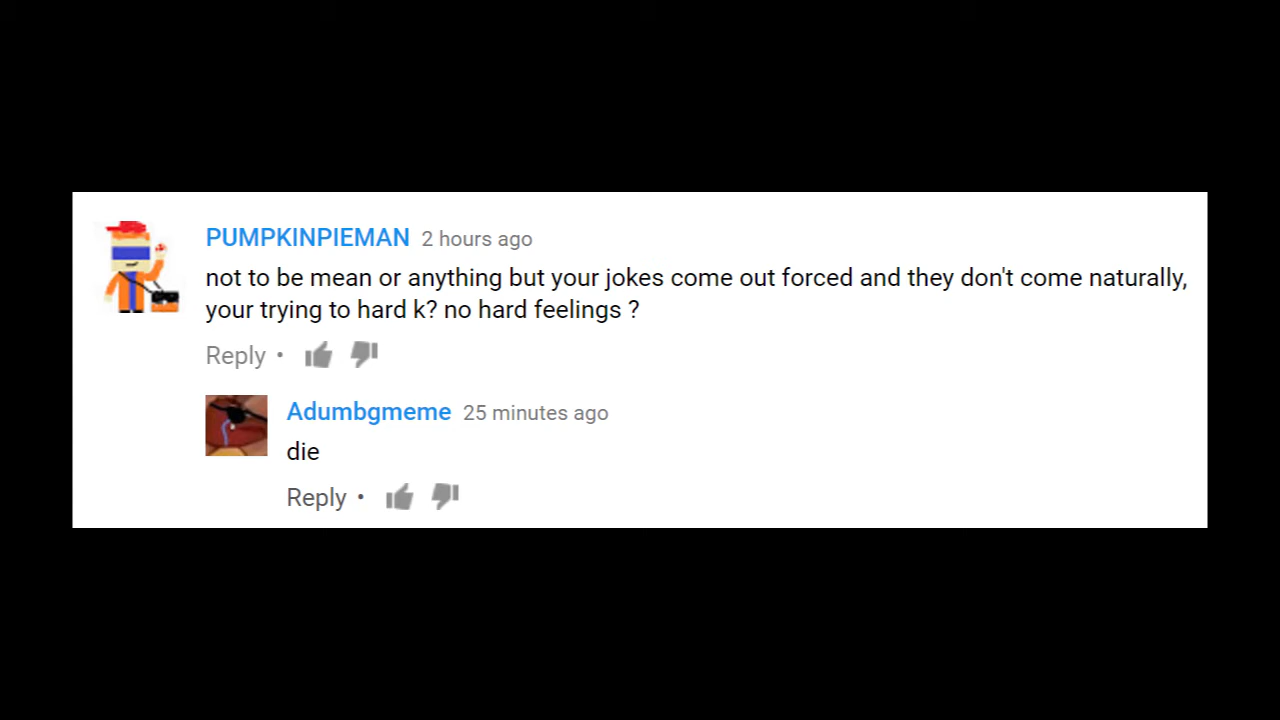 PUMPKINPIEMAN 2 hours ago
not to be mean or anything but your jokes come out forced and they don't come naturally,
your trying to hard k? no hard feelings ?
Reply •
Adumbgmeme 25 minutes ago
die
Reply •